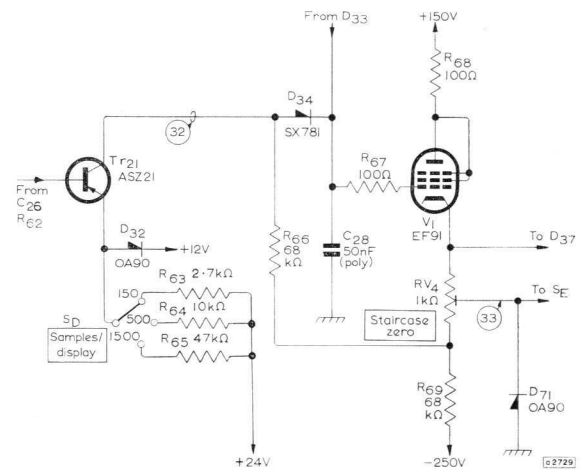 From D33
+150V
R68
100Ω
D34
SX781
32
Tr21
ASZ21
R67
100Ω
From
C26
R62
V1
EF91
D32
+12V
OA90
R66
68
kΩ
C28
50nF
(poly)
To D37
R63 2·7kΩ
150
10kΩ
R64
500
SD
Samples/
display
1500
R65 47kΩ
RV4
1kΩ
To SE
Staircase
zero
33
R69
68
kΩ
D71
OA90
+24V
-250V
c2729